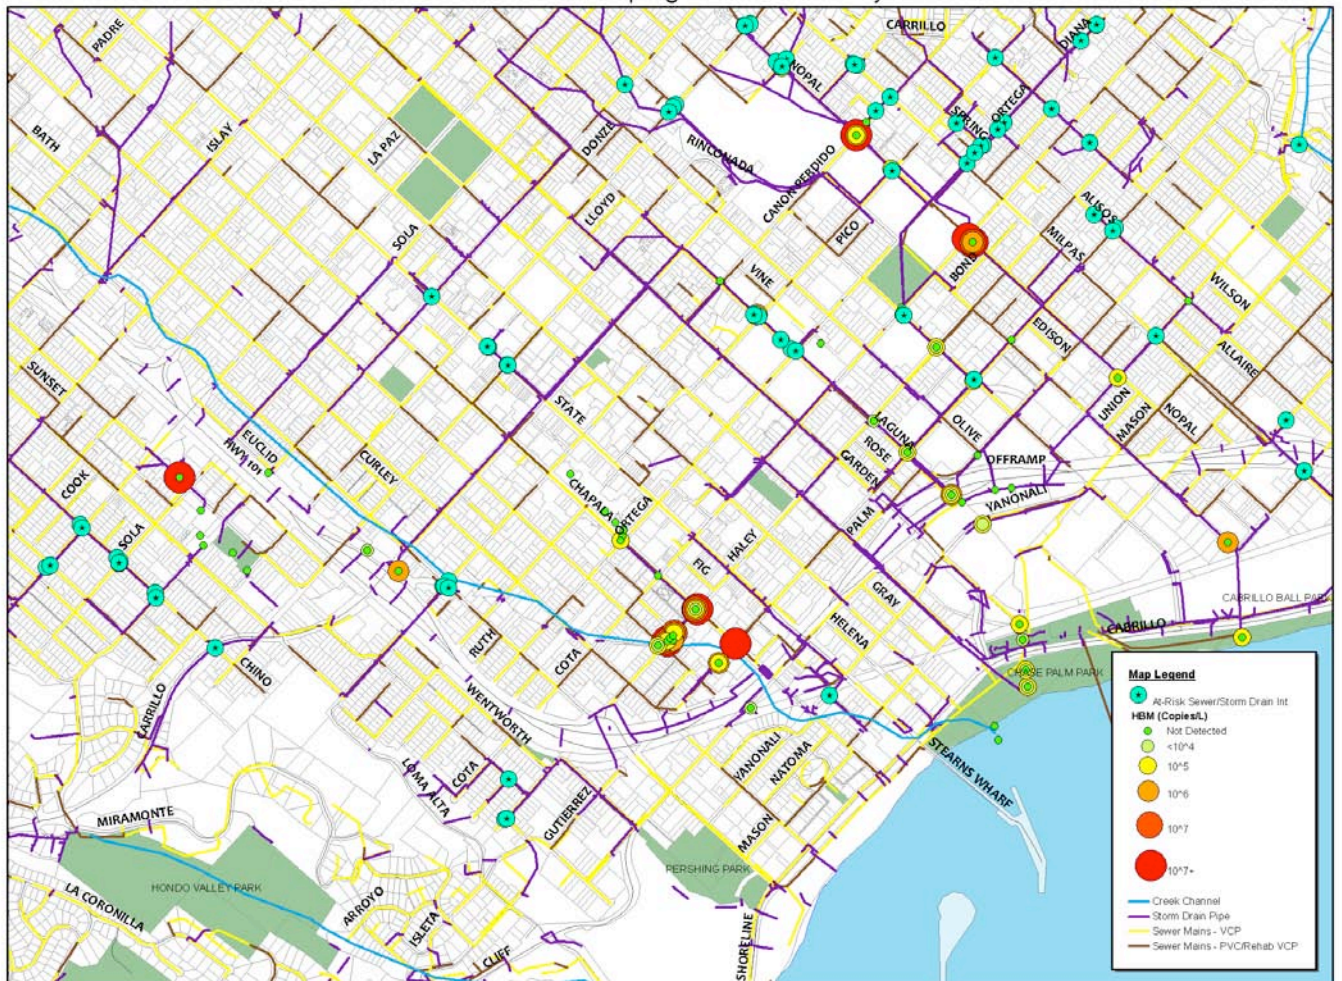 CARRILLO
PADRE
DIANA
NOPAL
ORTEGA
SPRING
BATH
ISLAY
LA PAZ
DONZE
RINCONADA
CANON PERDIDO
LLOYD
PICO
ALISOS
MILPAS
SOLA
BOND
VINE
WILSON
EDISON
ALLAIRE
SUNSET
STATE
UNION
MASON
NOPAL
LAGUNA
OLIVE
ROSE
GARDEN
OFFRAMP
EUCLID
HWY 101
CURLEY
COOK
CHAPALA
ORTEGA
YANONALI
PALM
SOLA
HALEY
FIG
GRAY
CABRILLO BALL PARK
CABRILLO
HELENA
RUTH
COTA
CHINO
CHASE PALM PARK
CARRILLO
WENTWORTH
YANONALI
NATOMA
STEARNS WHARF
LOMA ALTA
COTA
GUTIERREZ
MASON
MIRAMONTE
PERSHING PARK
HONDO VALLEY PARK
LA CORONILLA
ARROYO
ISLETA
CLIFF
SHORELINE
Map Legend
At-Risk Sewer/Storm Drain Int
HBM (Copies/L)
Not Detected
<10^4
10^5
10^6
10^7
10^7+
Creek Channel
Storm Drain Pipe
Sewer Mains - VCP
Sewer Mains - PVC/Rehab VCP